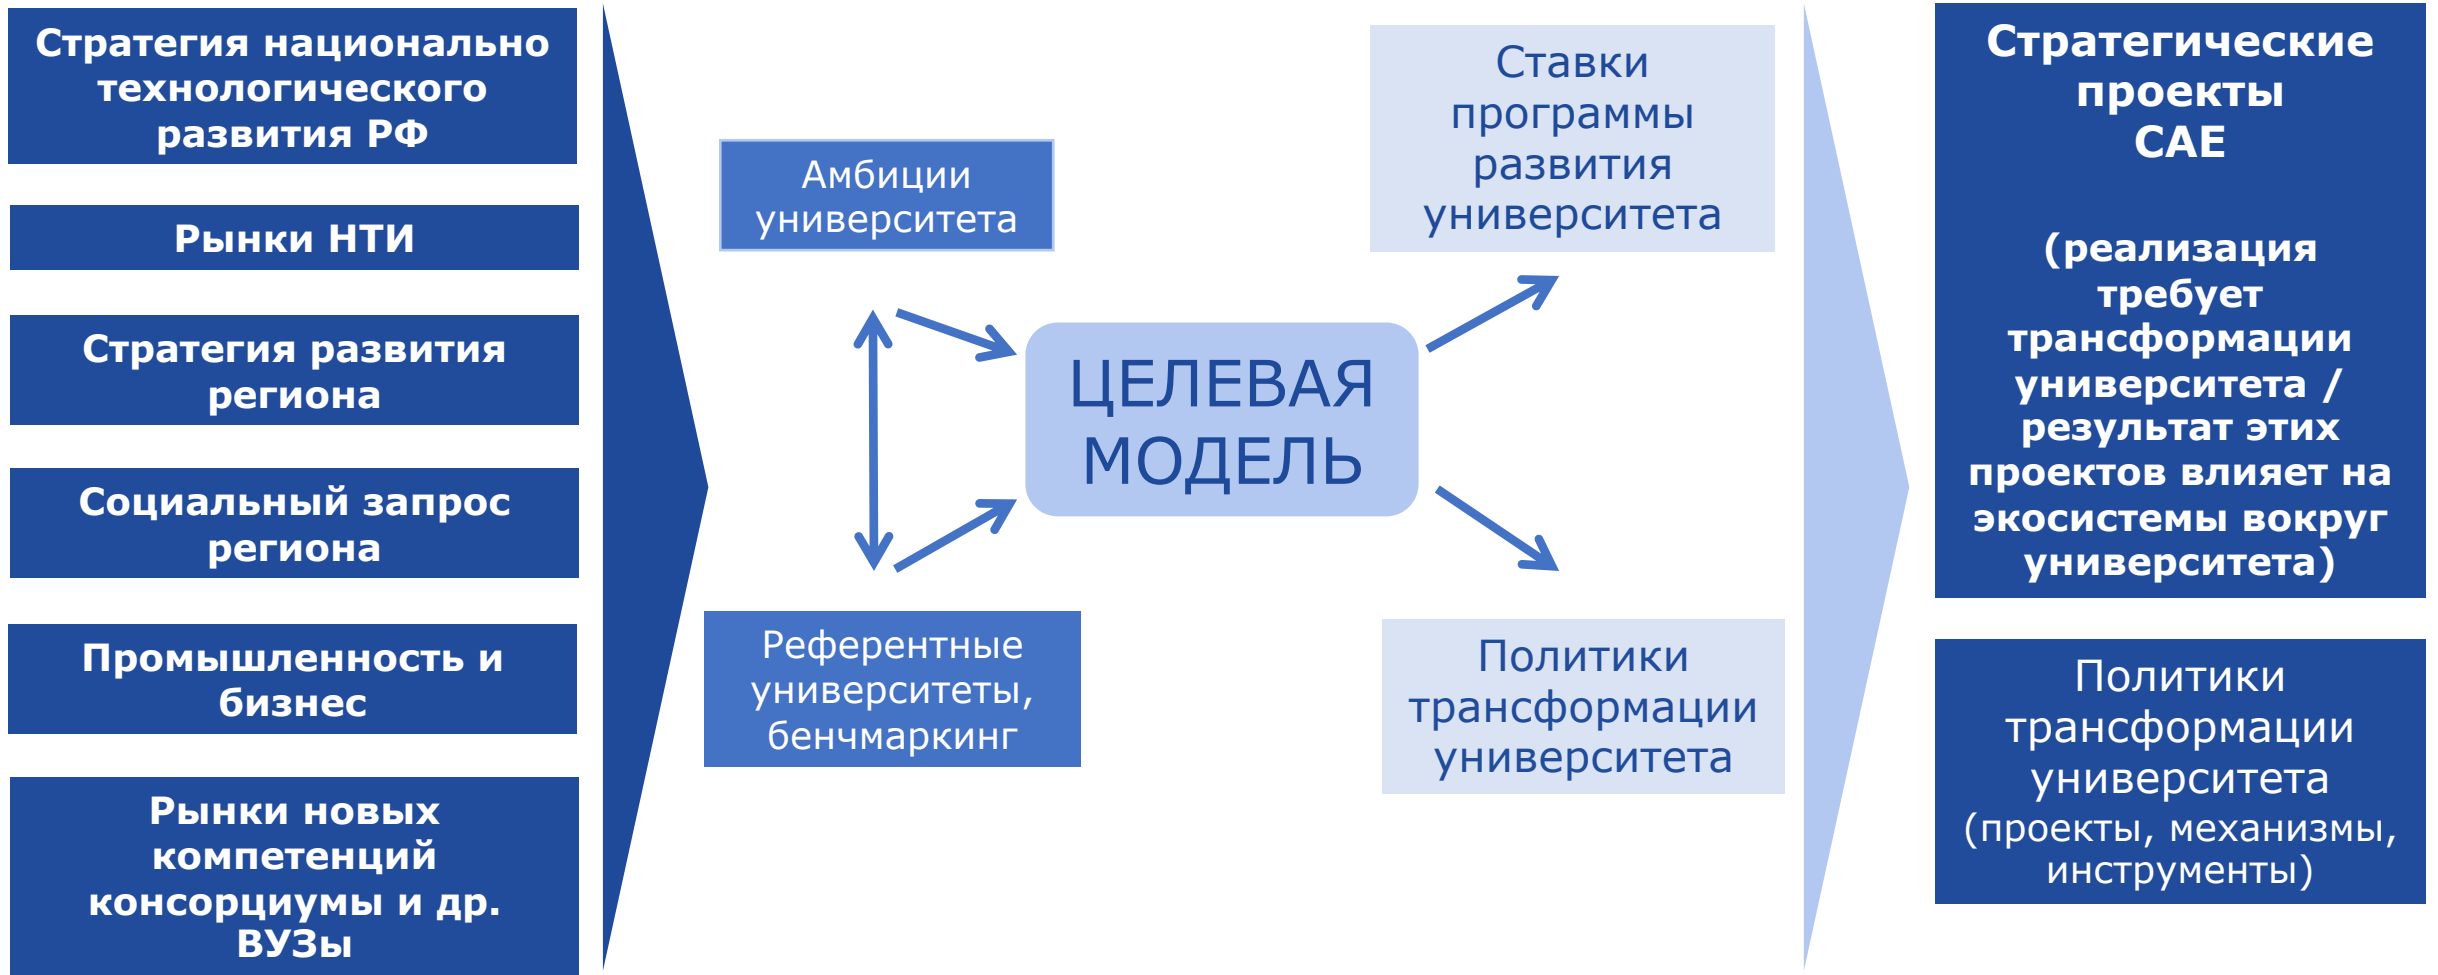 Стратегия национально
технологического
развития РФ
Рынки НТИ
Стратегия развития
региона
Социальный запрос
региона
Промышленность и
бизнес
Рынки новых
компетенций
консорциумы и др.
ВУЗы
Амбиции
университета
Референтные
университеты,
бенчмаркинг
ЦЕЛЕВАЯ
МОДЕЛЬ
Ставки
программы
развития
университета
Политики
трансформации
университета
Стратегические
проекты
САЕ
(реализация
требует
трансформации
университета /
результат этих
проектов влияет на
экосистемы вокруг
университета)
Политики
трансформации
университета
(проекты, механизмы,
инструменты)